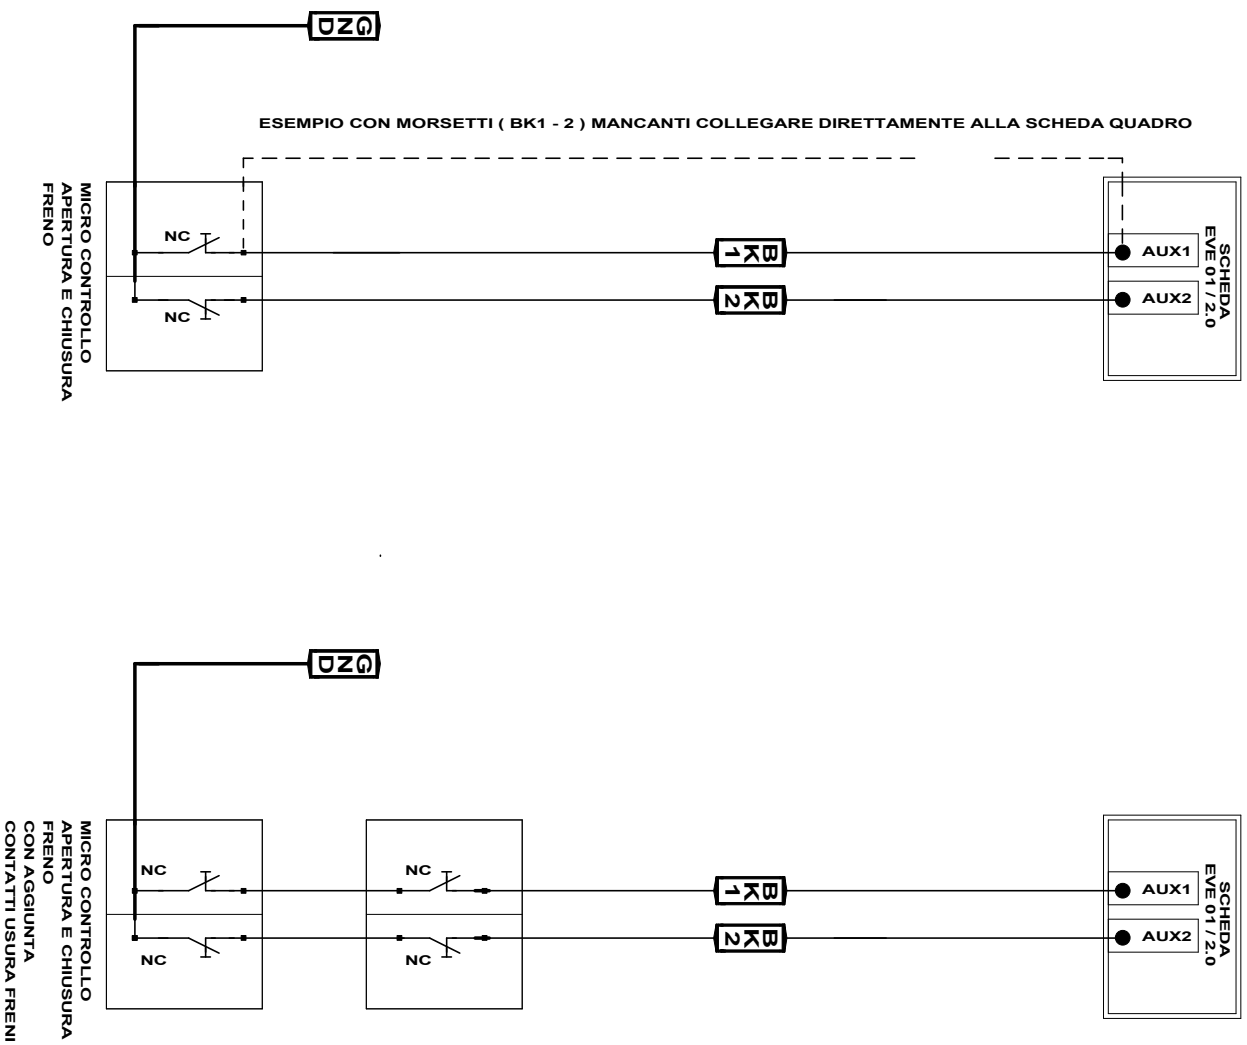 GND
ESEMPIO CON MORSETTI ( BK1 - 2 ) MANCANTI COLLEGARE DIRETTAMENTE ALLA SCHEDA QUADRO
MICRO CONTROLLO
APERTURA E CHIUSURA
FRENO
NC
NC
BK1
BK2
AUX1
AUX2
SCHEDA
EVE 01 / 2.0
GND
MICRO CONTROLLO
APERTURA E CHIUSURA
FRENO
CON AGGIUNTA
CONTATTI USURA FRENI
NC
NC
NC
NC
BK1
BK2
AUX1
AUX2
SCHEDA
EVE 01 / 2.0